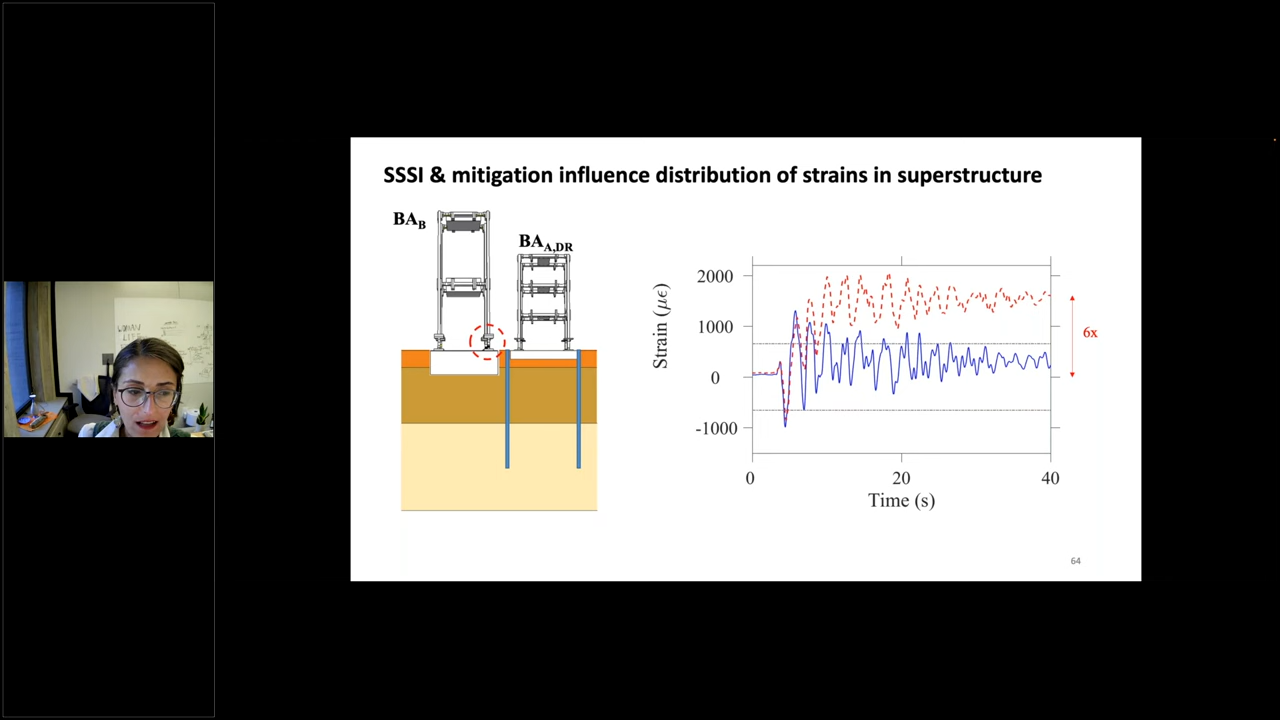 SSSI & mitigation influence distribution of strains in superstructure
BA_B
BA_A,DR
Strain (με)
2000
1000
0
-1000
6x
0
20
40
Time (s)
64